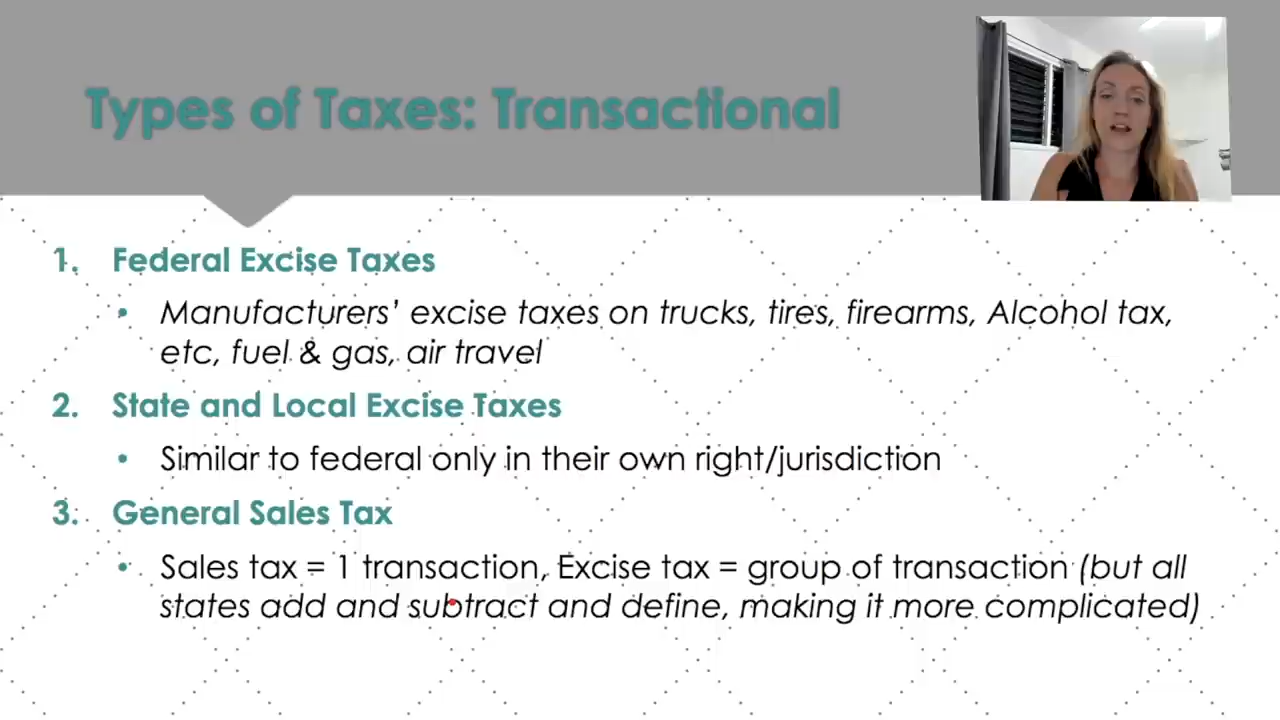 Types of Taxes: Transactional
1. Federal Excise Taxes
• Manufacturers’ excise taxes on trucks, tires, firearms, Alcohol tax,
etc, fuel & gas, air travel
2. State and Local Excise Taxes
• Similar to federal only in their own right/jurisdiction
3. General Sales Tax
• Sales tax = 1 transaction, Excise tax = group of transaction (but all
states add and subtract and define, making it more complicated)